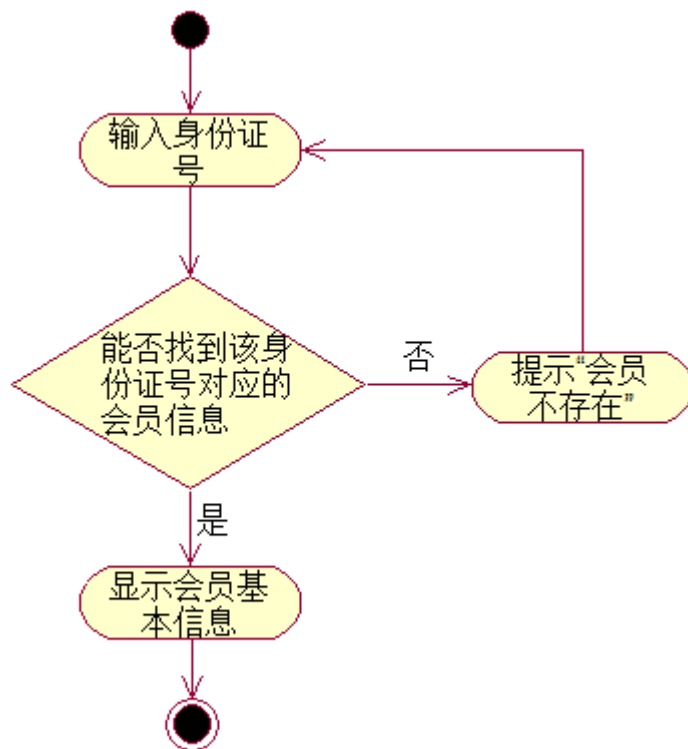 输入身份证
号
能否找到该身
份证号对应的
会员信息
否
提示“会员
不存在”
是
显示会员基
本信息